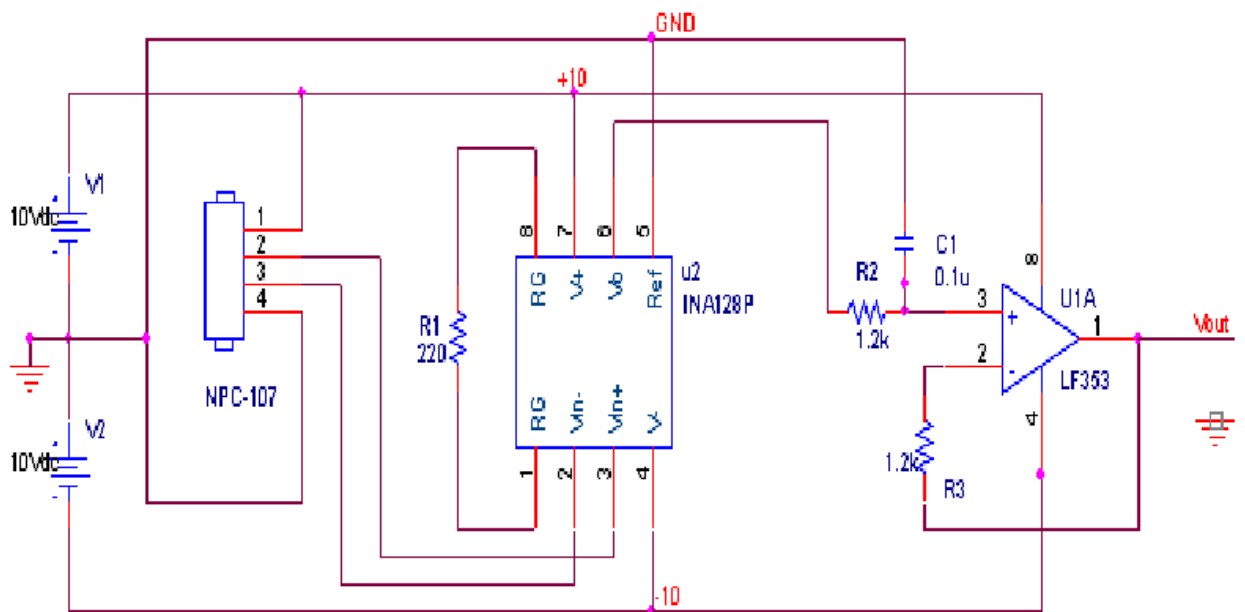 GND
+10
V1
10Vdc
1
2
3
4
NPC-107
V2
10Vdc
R1
220
8
7
6
5
RG
V+
Vo
Ref
u2
INA128P
RG
Vin-
Vin+
V-
1
2
3
4
-10
R2
1.2k
C1
0.1u
8
U1A
3
+
1
Vout
2
-
LF353
4
1.2k
R3